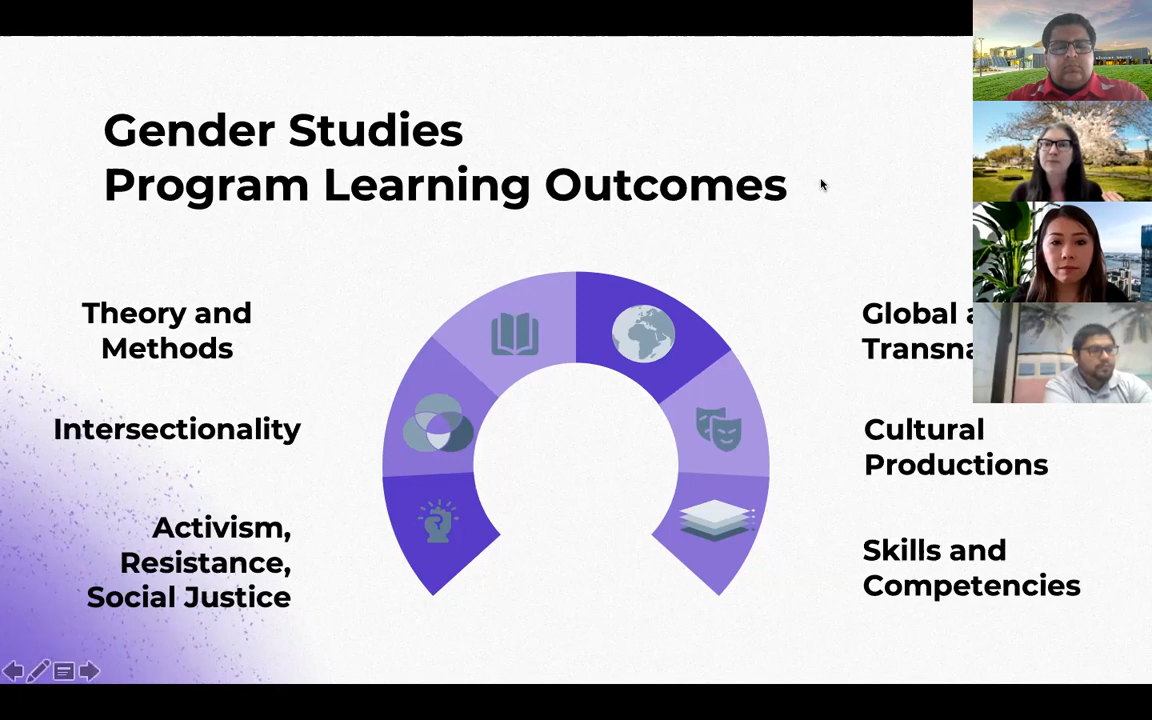 Gender Studies
Program Learning Outcomes
Theory and
Methods
Intersectionality
Activism,
Resistance,
Social Justice
Global
Cultural
Productions
Skills and
Competencies